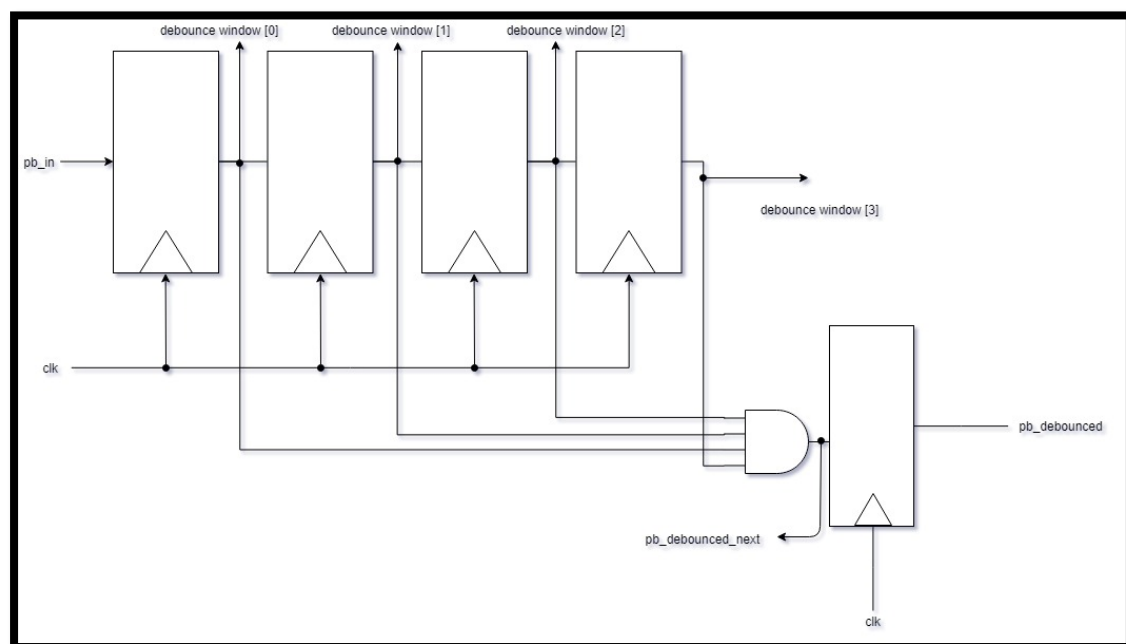 debounce window [0]
debounce window [1]
debounce window [2]
pb_in
debounce window [3]
clk
pb_debounced
pb_debounced_next
clk